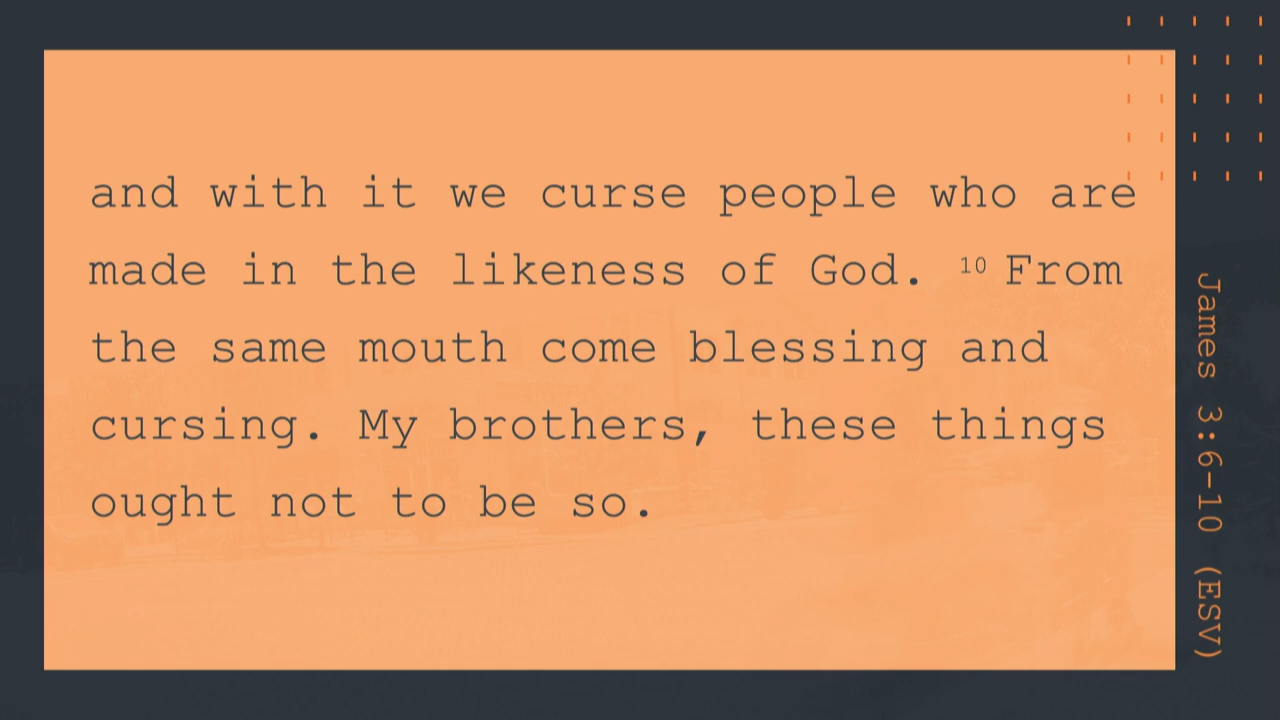 and with it we curse people who are
made in the likeness of God. 10 From
the same mouth come blessing and
cursing. My brothers, these things
ought not to be so.
James 3:6-10 (ESV)